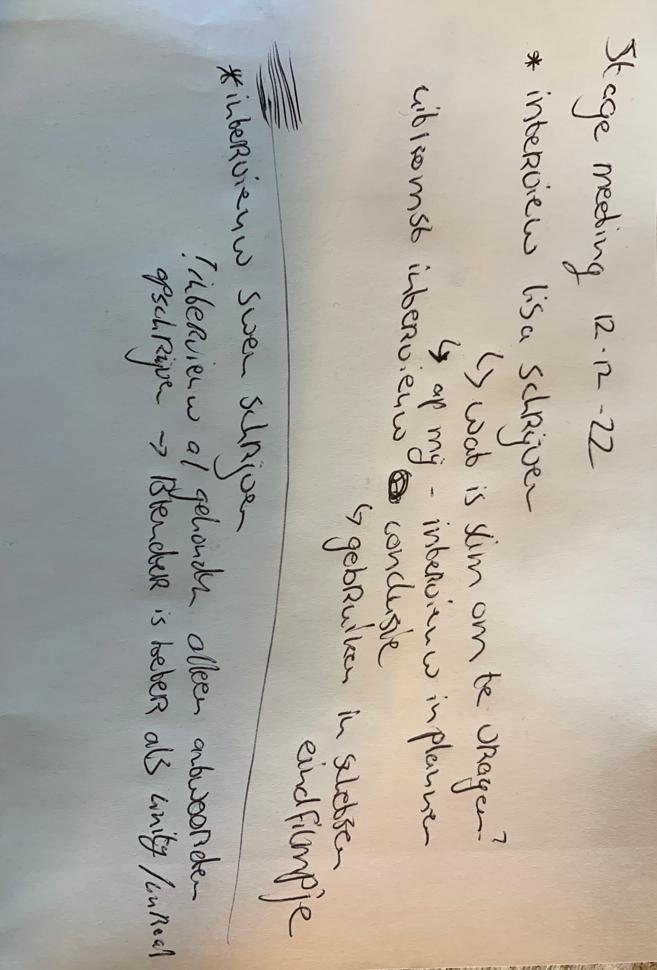 Stage meeting 12-12-22
* interview lisa schrijven
↳ wat is slim om te vragen?
↳ op mij - interview inplannen
uitkomst interview conclusie
↳ gebruiken in schetsen
eindfilmpje
* interview Swen schrijven
! interview al gehouden alleen antwoorden
opschrijven → Blender is beter als unity/unreal